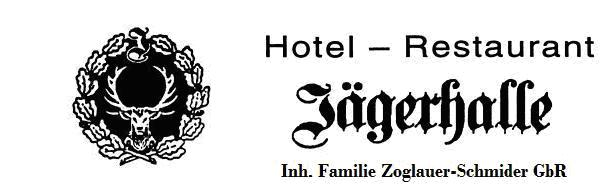 Hotel – Restaurant
Jägerhalle
Inh. Familie Zoglauer-Schmider GbR